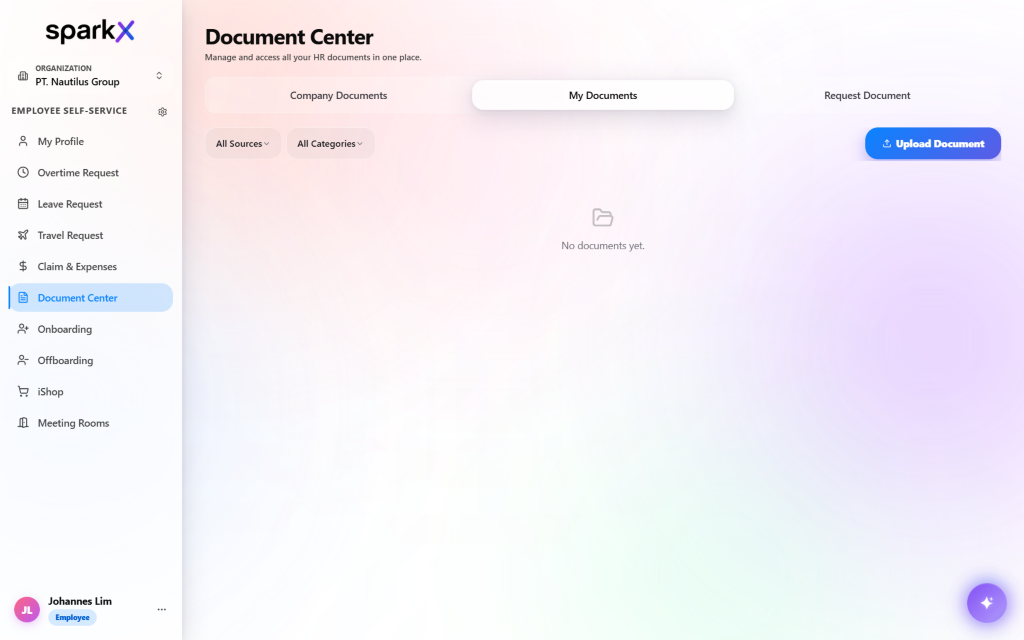 sparkX
ORGANIZATION
PT. Nautilus Group
EMPLOYEE SELF-SERVICE
My Profile
Overtime Request
Leave Request
Travel Request
Claim & Expenses
Document Center
Onboarding
Offboarding
iShop
Meeting Rooms
JL
Johannes Lim
Employee
Document Center
Manage and access all your HR documents in one place.
Company Documents
My Documents
Request Document
All Sources
All Categories
Upload Document
No documents yet.